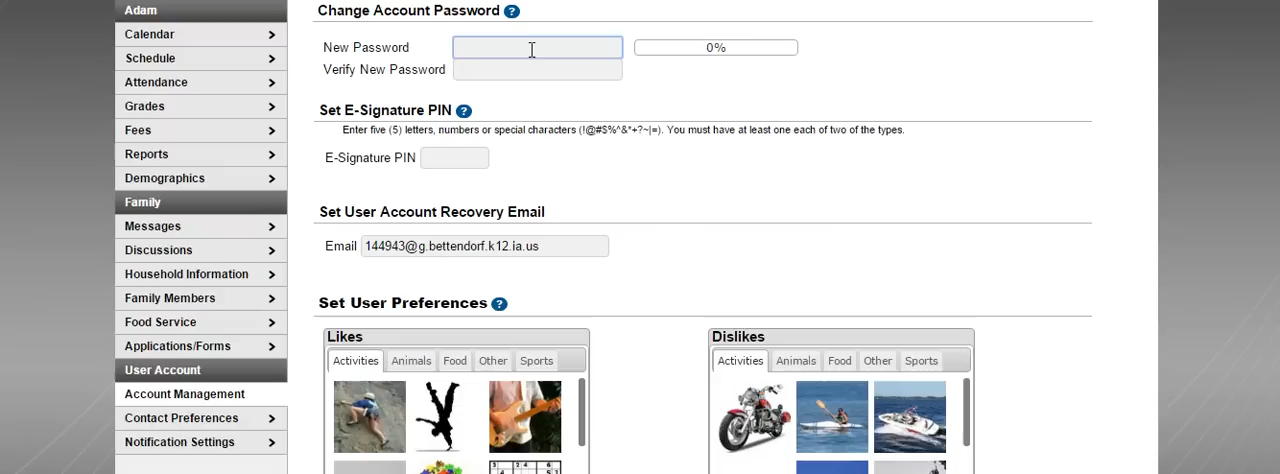 Adam
Calendar >
Schedule >
Attendance >
Grades >
Fees >
Reports >
Demographics >
Family
Messages >
Discussions >
Household Information >
Family Members >
Food Service >
Applications/Forms >
User Account
Account Management
Contact Preferences >
Notification Settings >
Change Account Password ?
New Password 0%
Verify New Password
Set E-Signature PIN ?
Enter five (5) letters, numbers or special characters (!@#$%^&*+?~|=). You must have at least one each of two of the types.
E-Signature PIN
Set User Account Recovery Email
Email 144943@g.bettendorf.k12.ia.us
Set User Preferences ?
Likes
Activities Animals Food Other Sports
Dislikes
Activities Animals Food Other Sports